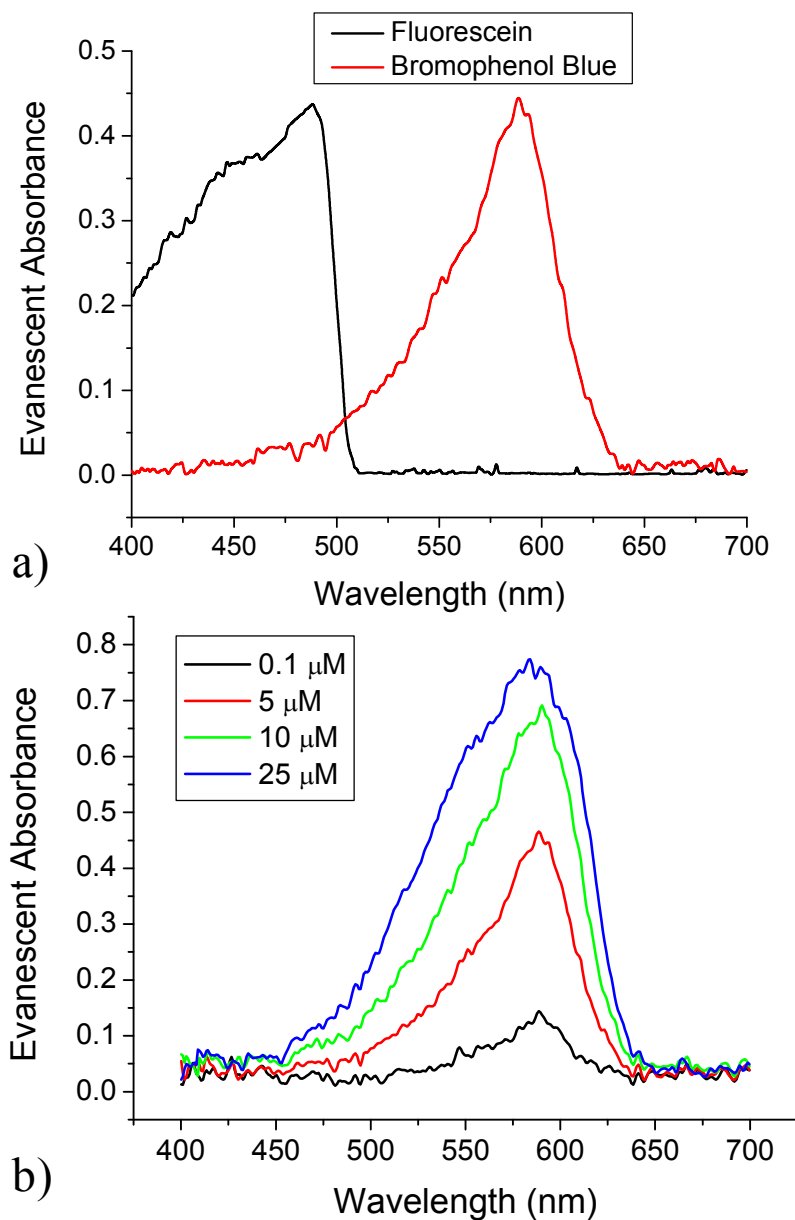 Fluorescein
Bromophenol Blue
0.5
0.4
0.3
0.2
0.1
0.0
Evanescent Absorbance
400 450 500 550 600 650 700
Wavelength (nm)
a)
0.1 μM
5 μM
10 μM
25 μM
0.8
0.7
0.6
0.5
0.4
0.3
0.2
0.1
0.0
Evanescent Absorbance
400 450 500 550 600 650 700
Wavelength (nm)
b)